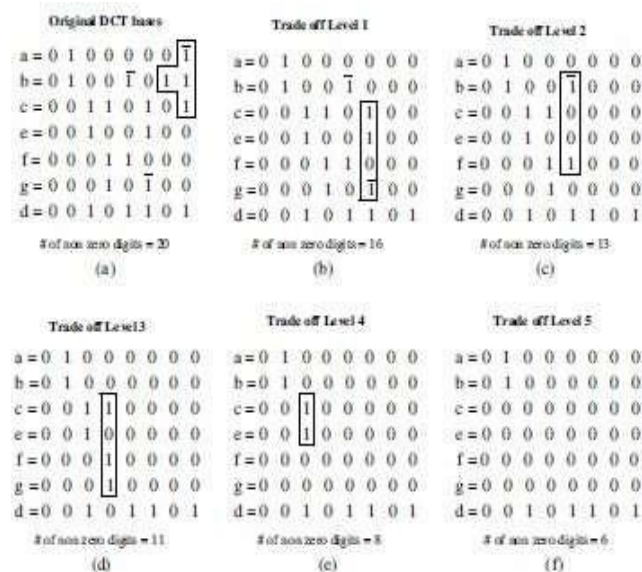 Original DCT bases
a = 0 1 0 0 0 0 0 1̅
b = 0 1 0 0 1̅ 0 1 1
c = 0 0 1 1 0 1 0 1
e = 0 0 1 0 0 1 0 0
f = 0 0 0 1 1 0 0 0
g = 0 0 0 1 0 1̅ 0 0
d = 0 0 1 0 1 1 0 1
# of non zero digits = 20
(a)
Trade off Level 1
a = 0 1 0 0 0 0 0 0
b = 0 1 0 0 1̅ 0 0 0
c = 0 0 1 1 0 1 0 0
e = 0 0 1 0 0 1 0 0
f = 0 0 0 1 1 0 0 0
g = 0 0 0 1 0 1̅ 0 0
d = 0 0 1 0 1 1 0 1
# of non zero digits = 16
(b)
Trade off Level 2
a = 0 1 0 0 0 0 0 0
b = 0 1 0 0 1̅ 0 0 0
c = 0 0 1 1 0 0 0 0
e = 0 0 1 0 0 0 0 0
f = 0 0 0 1 1 0 0 0
g = 0 0 0 1 0 0 0 0
d = 0 0 1 0 1 1 0 1
# of non zero digits = 13
(c)
Trade off Level 3
a = 0 1 0 0 0 0 0 0
b = 0 1 0 0 0 0 0 0
c = 0 0 1 1 0 0 0 0
e = 0 0 1 0 0 0 0 0
f = 0 0 0 1 0 0 0 0
g = 0 0 0 1 0 0 0 0
d = 0 0 1 0 1 1 0 1
# of non zero digits = 11
(d)
Trade off Level 4
a = 0 1 0 0 0 0 0 0
b = 0 1 0 0 0 0 0 0
c = 0 0 1 0 0 0 0 0
e = 0 0 1 0 0 0 0 0
f = 0 0 0 0 0 0 0 0
g = 0 0 0 0 0 0 0 0
d = 0 0 1 0 1 1 0 1
# of non zero digits = 8
(e)
Trade off Level 5
a = 0 1 0 0 0 0 0 0
b = 0 1 0 0 0 0 0 0
c = 0 0 0 0 0 0 0 0
e = 0 0 0 0 0 0 0 0
f = 0 0 0 0 0 0 0 0
g = 0 0 0 0 0 0 0 0
d = 0 0 1 0 1 1 0 1
# of non zero digits = 6
(f)